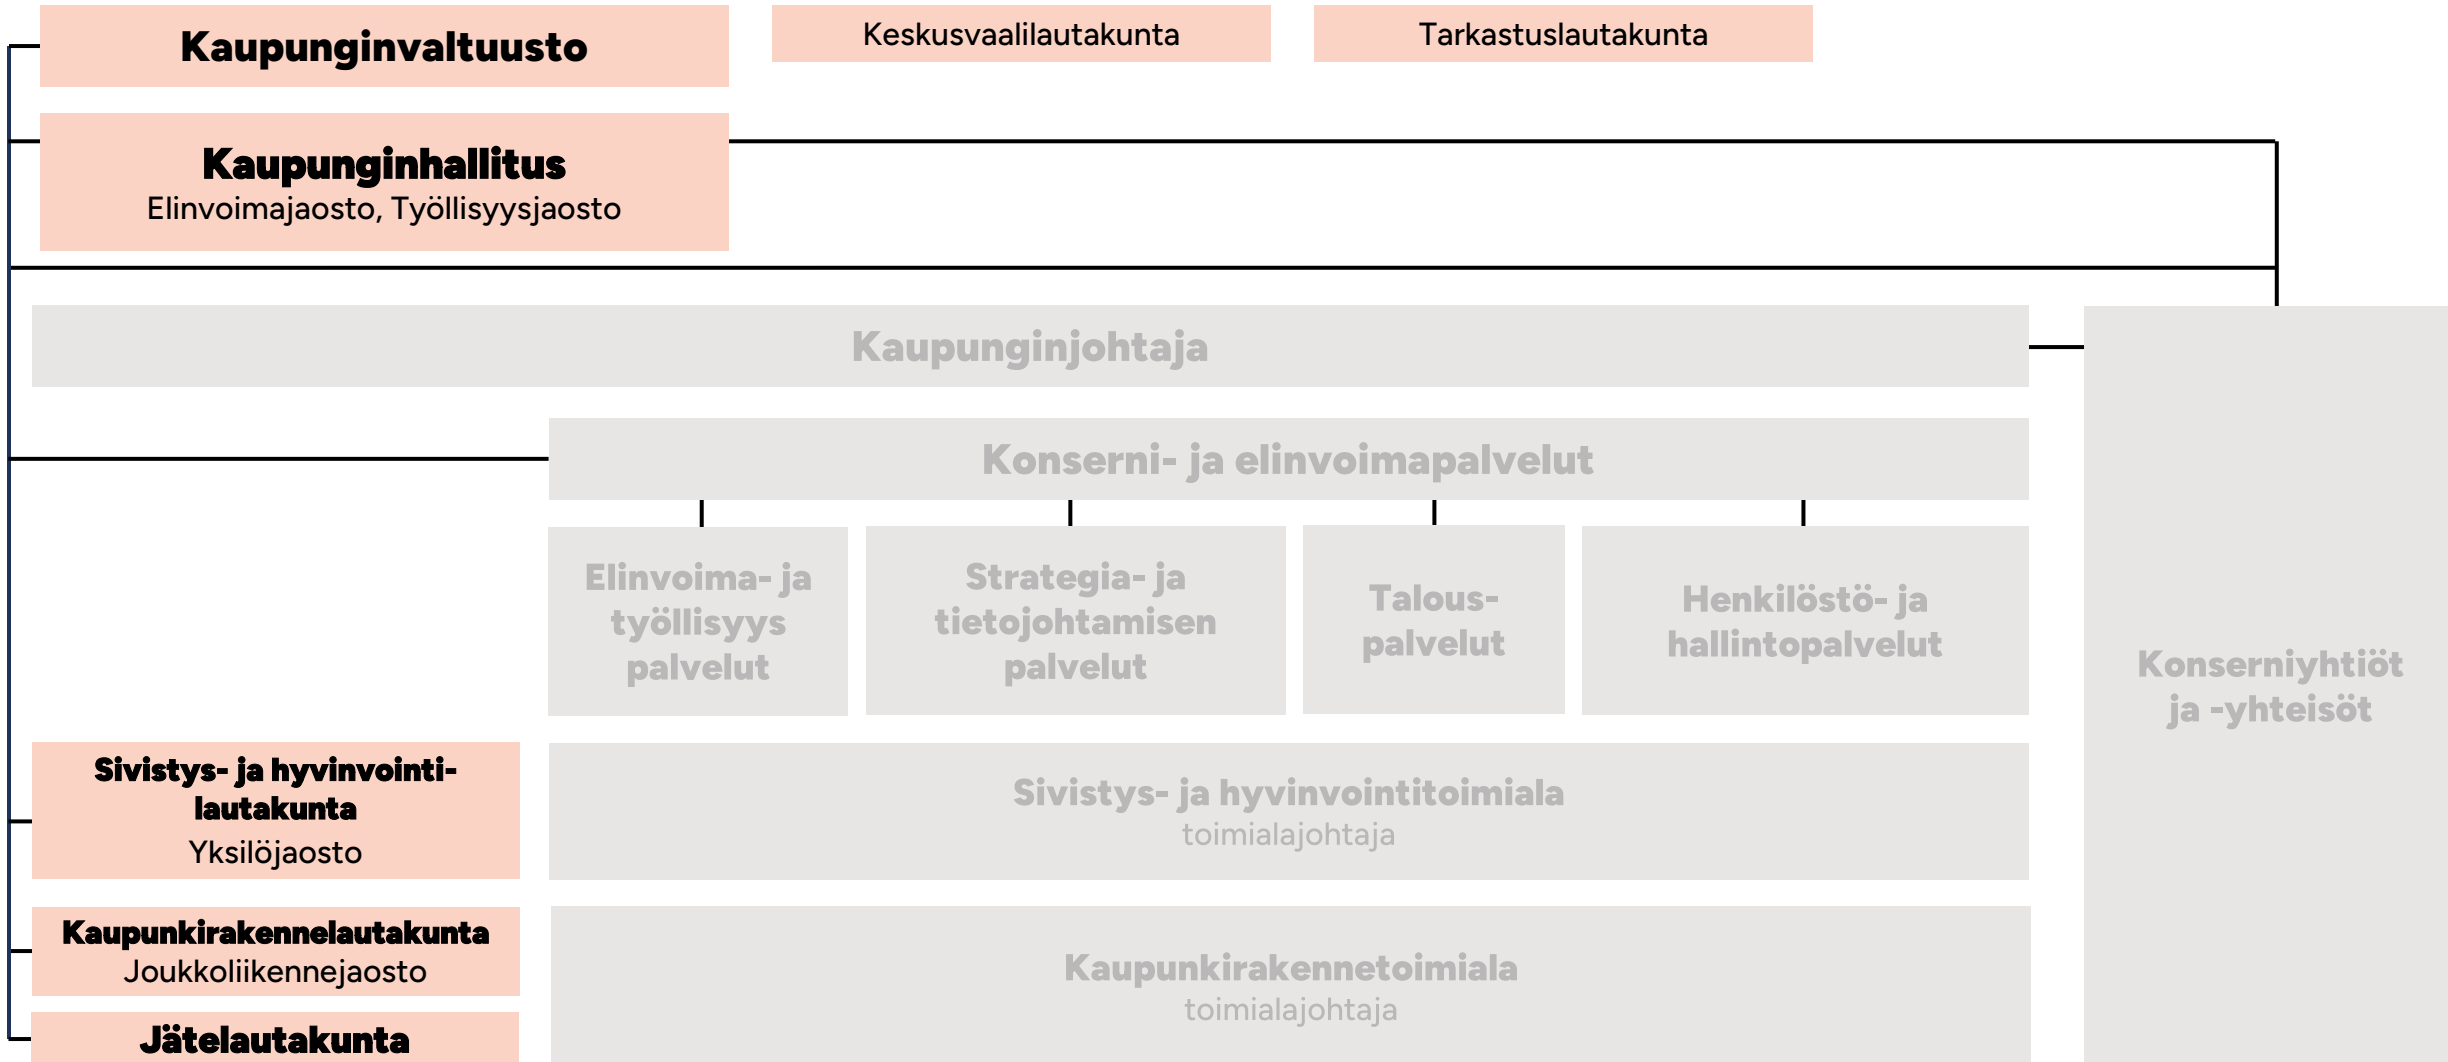 Kaupunginvaltuusto
Keskusvaalilautakunta
Tarkastuslautakunta
Kaupunginhallitus
Elinvoimajaosto, Työllisyysjaosto
Kaupunginjohtaja
Konserni- ja elinvoimapalvelut
Elinvoima- ja
työllisyys
palvelut
Strategia- ja
tietojohtamisen
palvelut
Talous-
palvelut
Henkilöstö- ja
hallintopalvelut
Konserniyhtiöt
ja -yhteisöt
Sivistys- ja hyvinvointi-
lautakunta
Yksilöjaosto
Sivistys- ja hyvinvointitoimiala
toimialajohtaja
Kaupunkirakennelautakunta
Joukkoliikennejaosto
Kaupunkirakennetoimiala
toimialajohtaja
Jätelautakunta